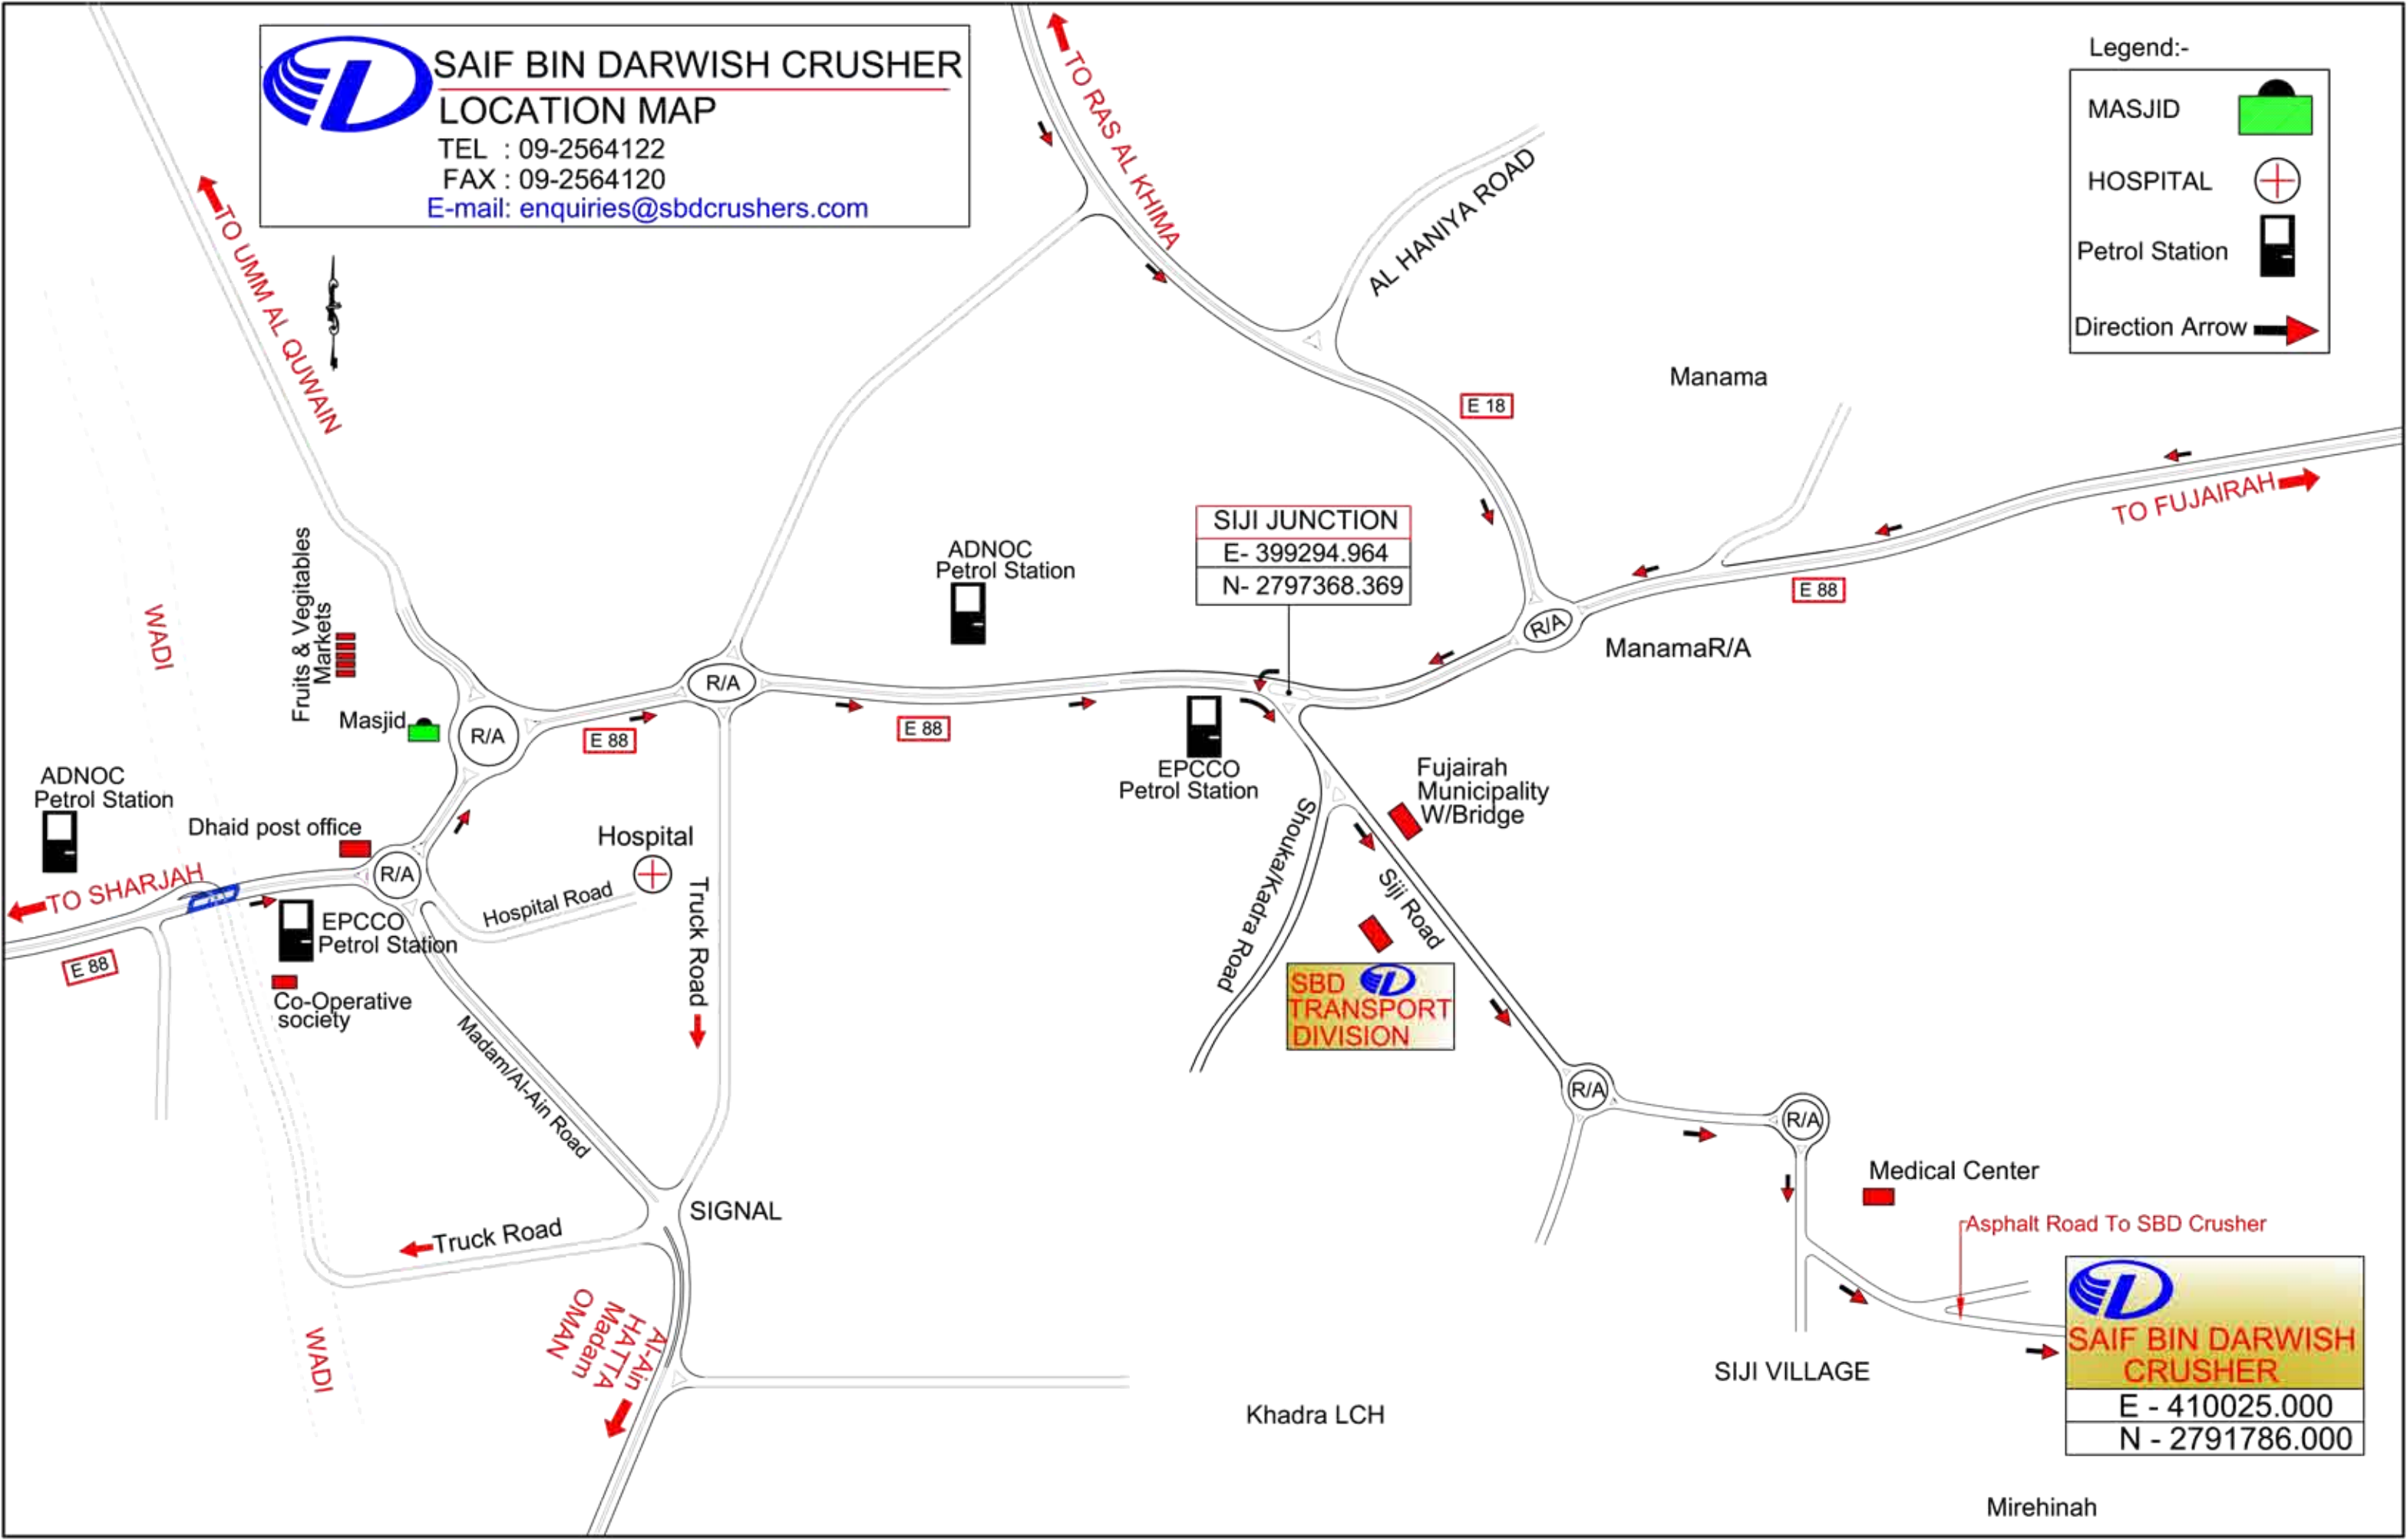 SAIF BIN DARWISH CRUSHER
LOCATION MAP
TEL : 09-2564122
FAX : 09-2564120
E-mail: enquiries@sbdcrushers.com
Legend:-
MASJID
HOSPITAL
Petrol Station
Direction Arrow
TO RAS AL KHIMA
AL HANIYA ROAD
TO UMM AL QUWAIN
E 18
Manama
TO FUJAIRAH
E 88
ManamaR/A
R/A
SIJI JUNCTION
E- 399294.964
N- 2797368.369
ADNOC
Petrol Station
Fruits & Vegitables
Markets
WADI
Masjid
R/A
E 88
R/A
E 88
EPCCO
Petrol Station
Fujairah
Municipality
W/Bridge
ADNOC
Petrol Station
Dhaid post office
R/A
TO SHARJAH
E 88
EPCCO
Petrol Station
Co-Operative
society
Hospital
Hospital Road
Truck Road
Madam/Al-Ain Road
Shouka/Kadra Road
Siji Road
SBD
TRANSPORT
DIVISION
R/A
R/A
Medical Center
Asphalt Road To SBD Crusher
SIGNAL
Truck Road
WADI
Al-Ain
HATTA
Madam
OMAN
SAIF BIN DARWISH
CRUSHER
E - 410025.000
N - 2791786.000
SIJI VILLAGE
Khadra LCH
Mirehinah